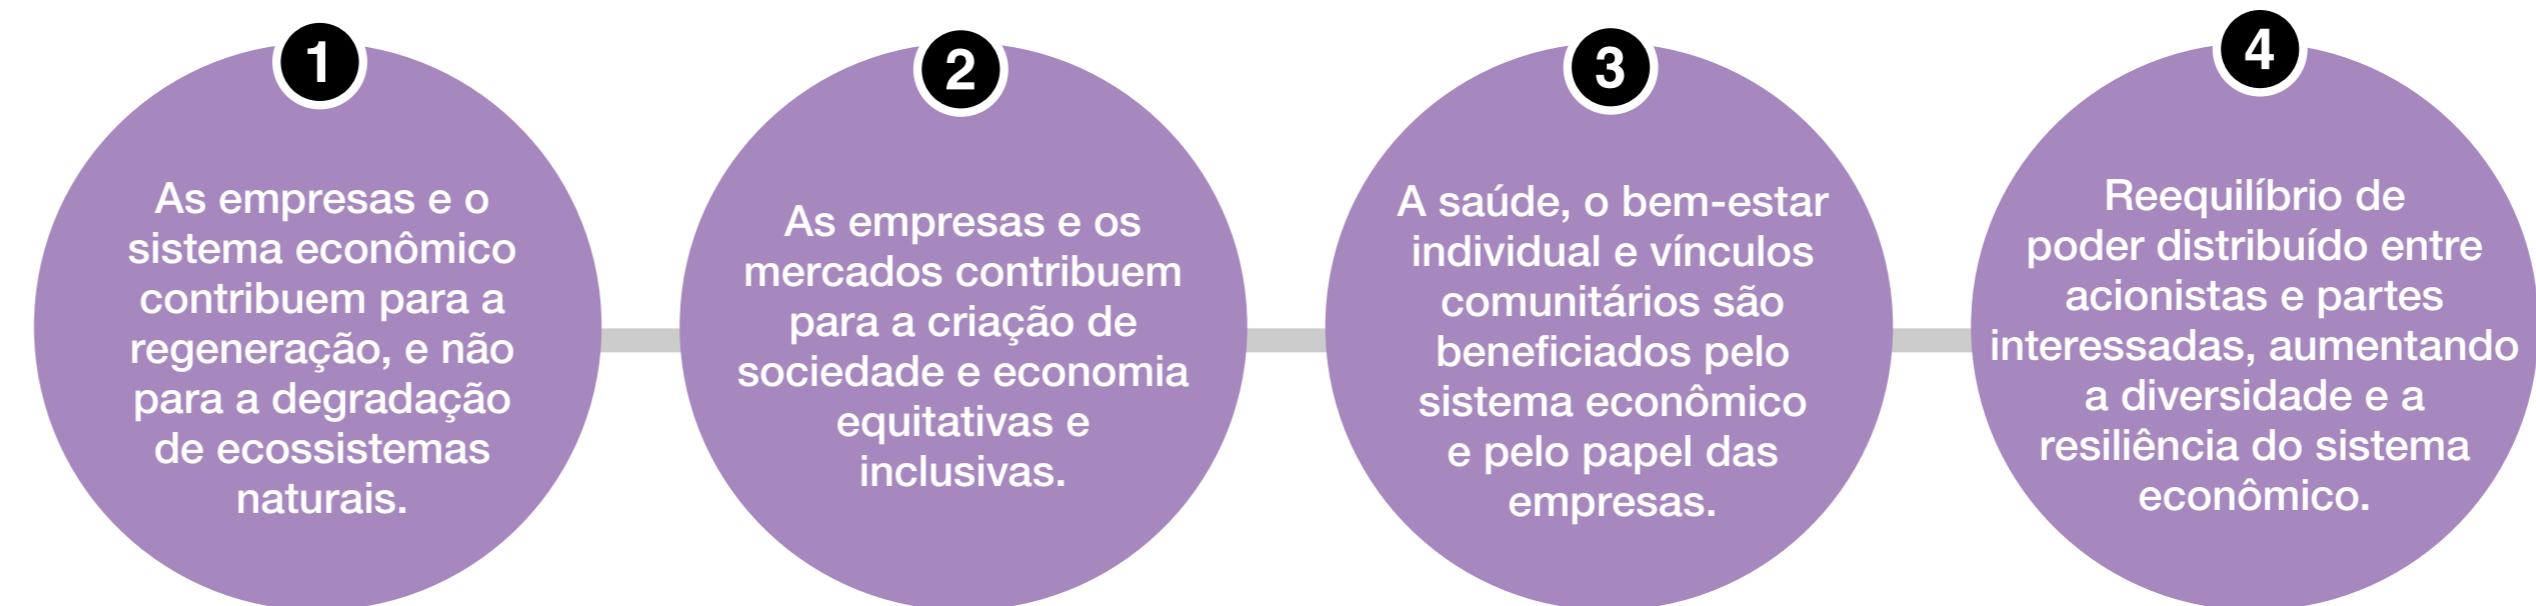 1
As empresas e o
sistema econômico
contribuem para a
regeneração, e não
para a degradação
de ecossistemas
naturais.
2
As empresas e os
mercados contribuem
para a criação de
sociedade e economia
equitativas e
inclusivas.
3
A saúde, o bem-estar
individual e vínculos
comunitários são
beneficiados pelo
sistema econômico
e pelo papel das
empresas.
4
Reequilíbrio de
poder distribuído entre
acionistas e partes
interessadas, aumentando
a diversidade e a
resiliência do sistema
econômico.